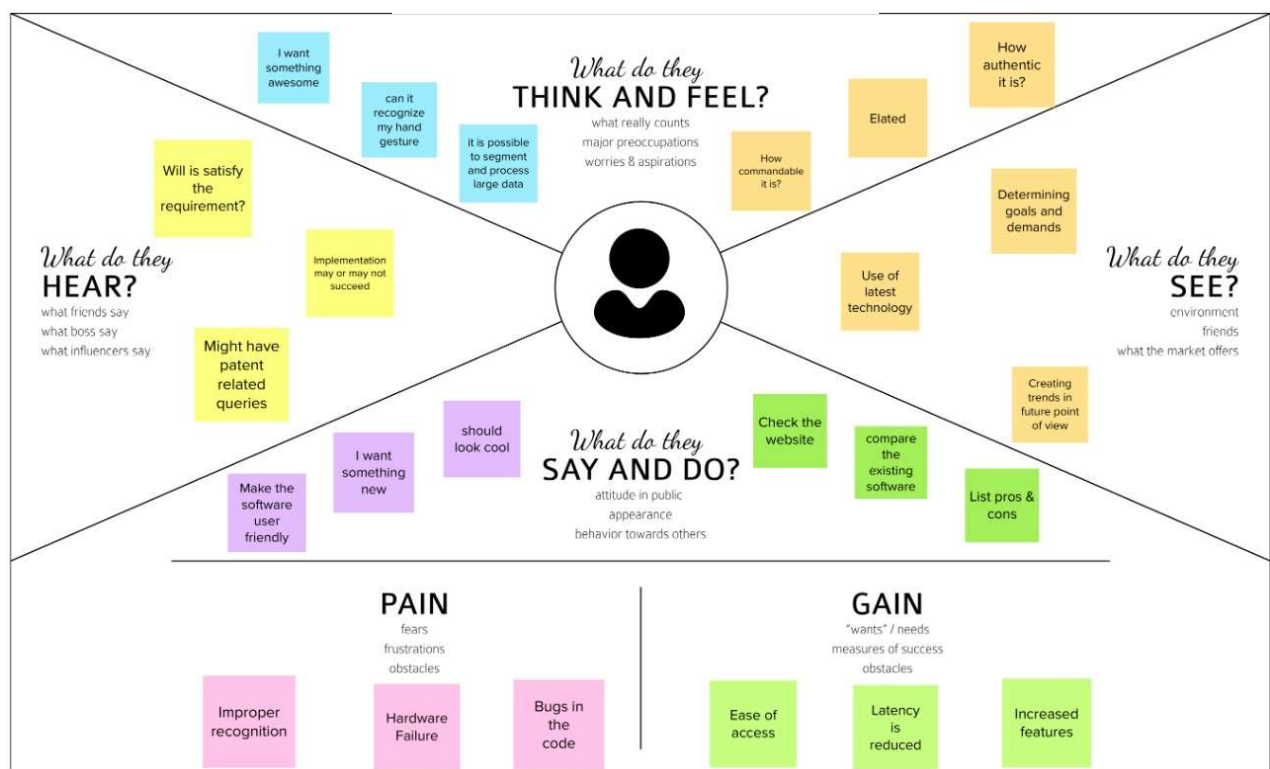 I want
something
awesome
can it
recognize
my hand
gesture
it is possible
to segment
and process
large data
What do they
THINK AND FEEL?
what really counts
major preoccupations
worries & aspirations
How
commandable
it is?
Elated
How
authentic
it is?
Will is satisfy
the
requirement?
Implementation
may or may not
succeed
Might have
patent
related
queries
What do they
HEAR?
what friends say
what boss say
what influencers say
Determining
goals and
demands
Use of
latest
technology
Creating
trends in
future point
of view
What do they
SEE?
environment
friends
what the market offers
Make the
software
user
friendly
I want
something
new
should
look cool
What do they
SAY AND DO?
attitude in public
appearance
behavior towards others
Check the
website
compare
the
existing
software
List pros &
cons
PAIN
fears
frustrations
obstacles
Improper
recognition
Hardware
Failure
Bugs in
the
code
GAIN
"wants" / needs
measures of success
obstacles
Ease of
access
Latency
is
reduced
Increased
features